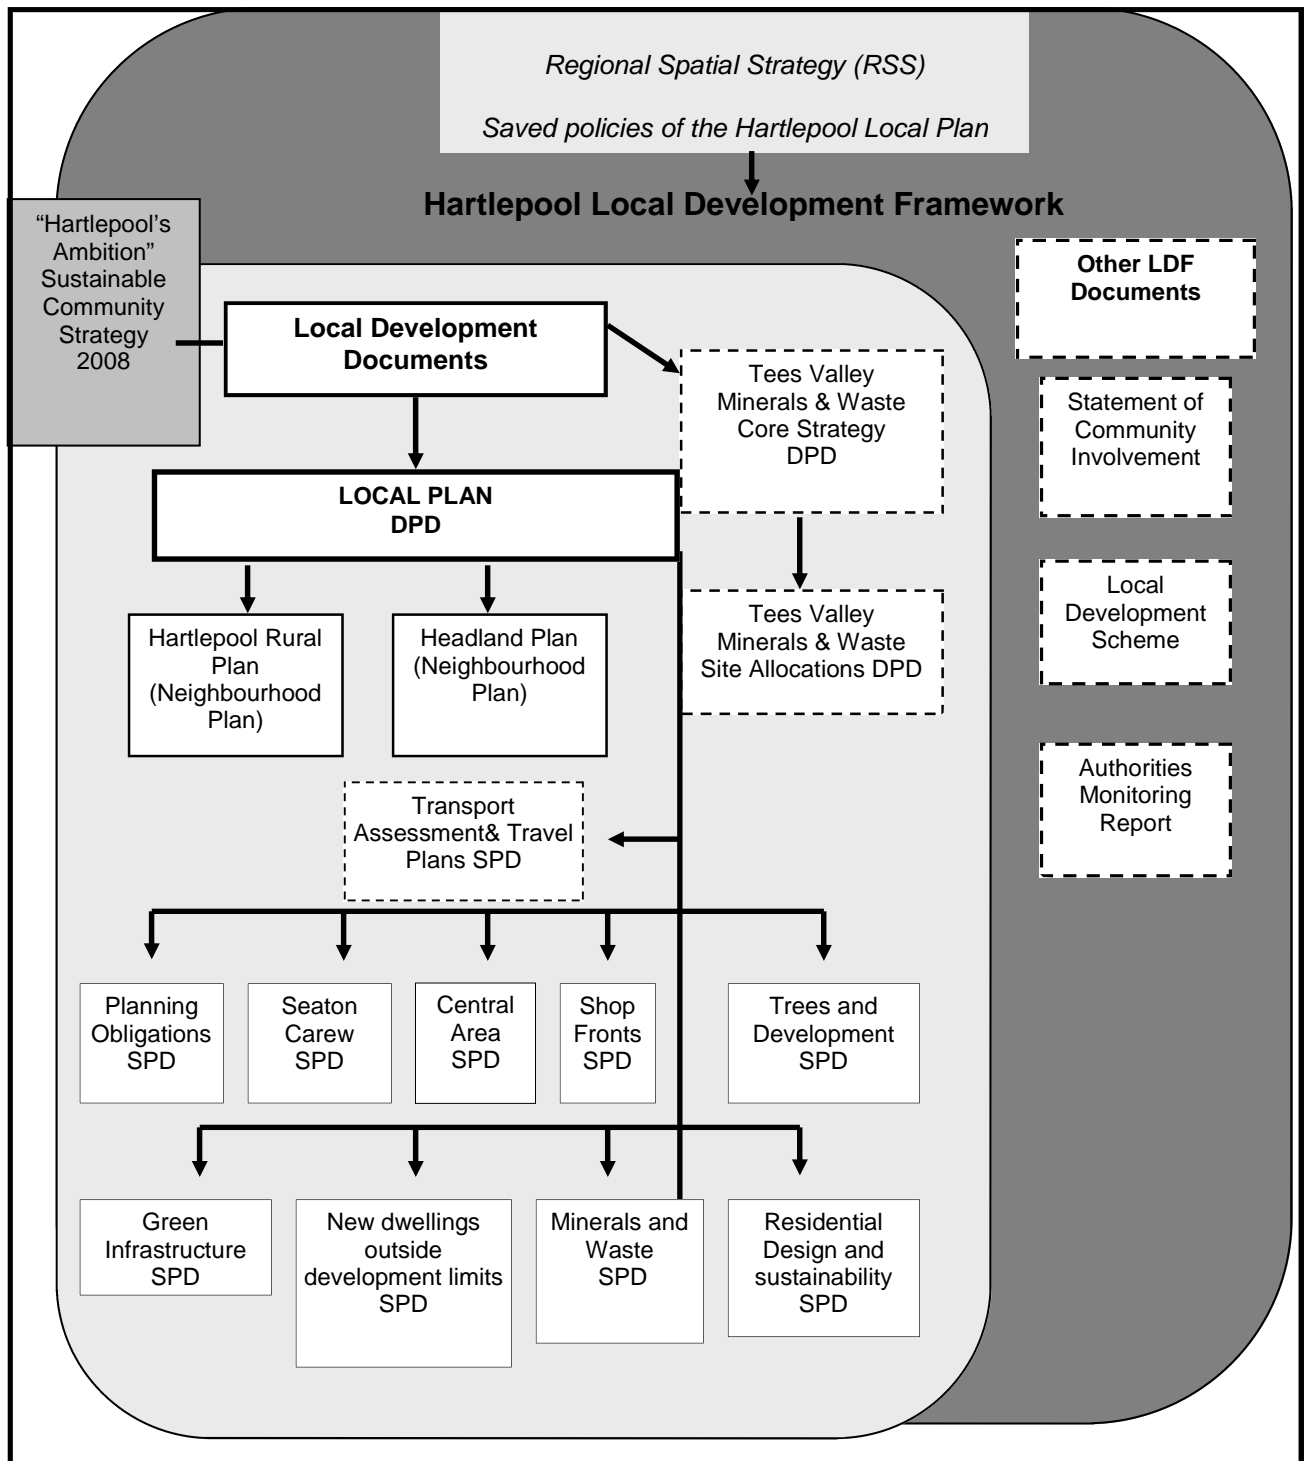 Regional Spatial Strategy (RSS)
Saved policies of the Hartlepool Local Plan
Hartlepool Local Development Framework
“Hartlepool’s
Ambition”
Sustainable
Community
Strategy
2008
Other LDF
Documents
Local Development
Documents
Tees Valley
Minerals & Waste
Core Strategy
DPD
Statement of
Community
Involvement
LOCAL PLAN
DPD
Local
Development
Scheme
Hartlepool Rural
Plan
(Neighbourhood
Plan)
Headland Plan
(Neighbourhood
Plan)
Tees Valley
Minerals & Waste
Site Allocations DPD
Authorities
Monitoring
Report
Transport
Assessment& Travel
Plans SPD
Planning
Obligations
SPD
Seaton
Carew
SPD
Central
Area
SPD
Shop
Fronts
SPD
Trees and
Development
SPD
Green
Infrastructure
SPD
New dwellings
outside
development limits
SPD
Minerals and
Waste
SPD
Residential
Design and
sustainability
SPD